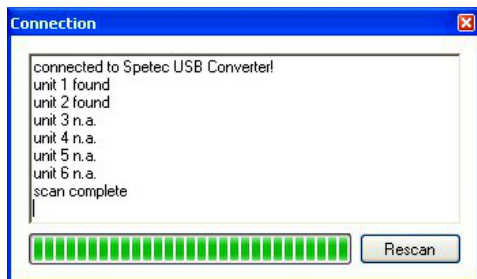 Connection
connected to Spetec USB Converter!
unit 1 found
unit 2 found
unit 3 n.a.
unit 4 n.a.
unit 5 n.a.
unit 6 n.a.
scan complete
Rescan